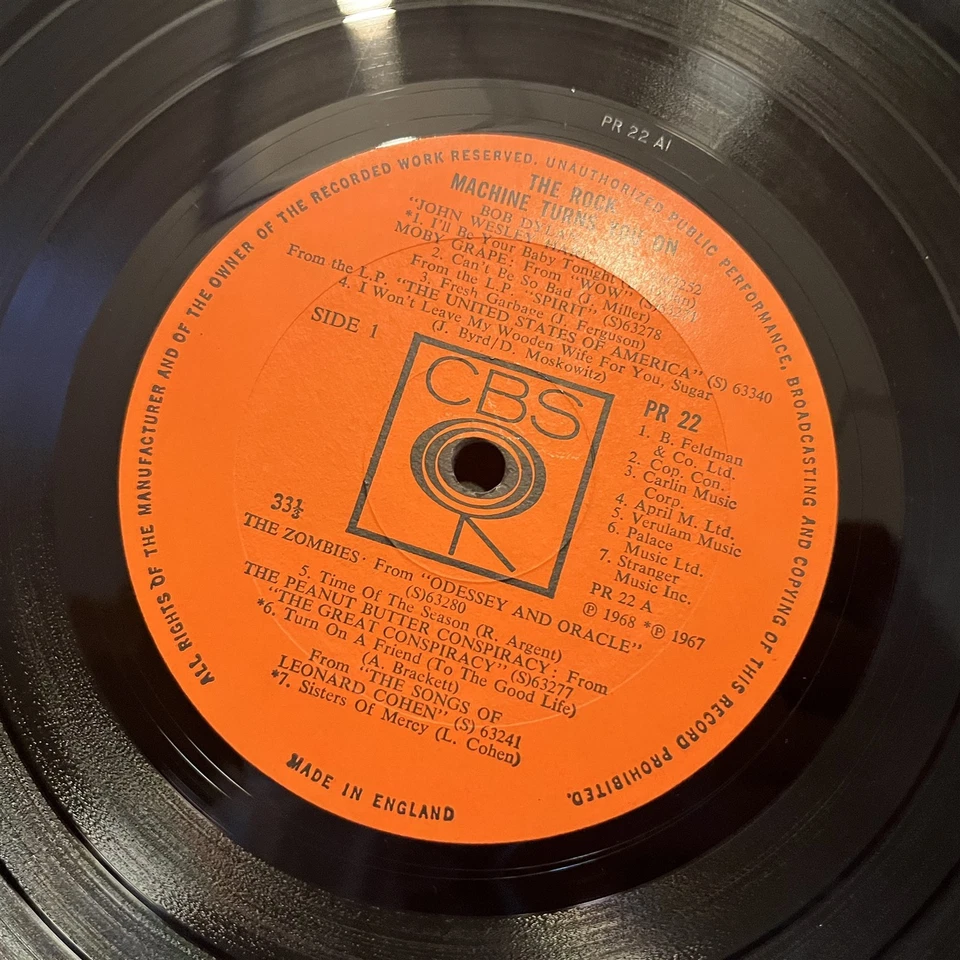 PR 22 A1
ALL RIGHTS OF THE MANUFACTURER AND OF THE OWNER OF THE RECORDED WORK RESERVED. UNAUTHORIZED PUBLIC PERFORMANCE, BROADCASTING AND COPYING OF THIS RECORD PROHIBITED.
THE ROCK
MACHINE TURNS YOU ON
BOB DYLAN
"JOHN WESLEY
*1. I'll Be Your Baby Tonight
MOBY GRAPE: From "WOW"
2. Can't Be So Bad (J. Miller)
From the L.P. "SPIRIT" (S)63278
3. Fresh Garbage (J. Ferguson)
From the L.P. "THE UNITED STATES OF AMERICA" (S) 63340
4. I Won't Leave My Wooden Wife For You, Sugar
(J. Byrd/D. Moskowitz)
SIDE 1
CBS
PR 22
1. B. Feldman
& Co. Ltd.
2. Cop. Con.
3. Carlin Music
Corp.
4. April M. Ltd.
5. Verulam Music
6. Palace
Music Ltd.
7. Stranger
Music Inc.
PR 22 A
℗ 1968 *℗ 1967
33⅓
THE ZOMBIES: From "ODESSEY AND ORACLE"
(S)63280
5. Time Of The Season (R. Argent)
THE PEANUT BUTTER CONSPIRACY: From
"THE GREAT CONSPIRACY" (S)63277
*6. Turn On A Friend (To The Good Life)
(A. Brackett)
From "THE SONGS OF
LEONARD COHEN" (S) 63241
*7. Sisters Of Mercy (L. Cohen)
MADE IN ENGLAND